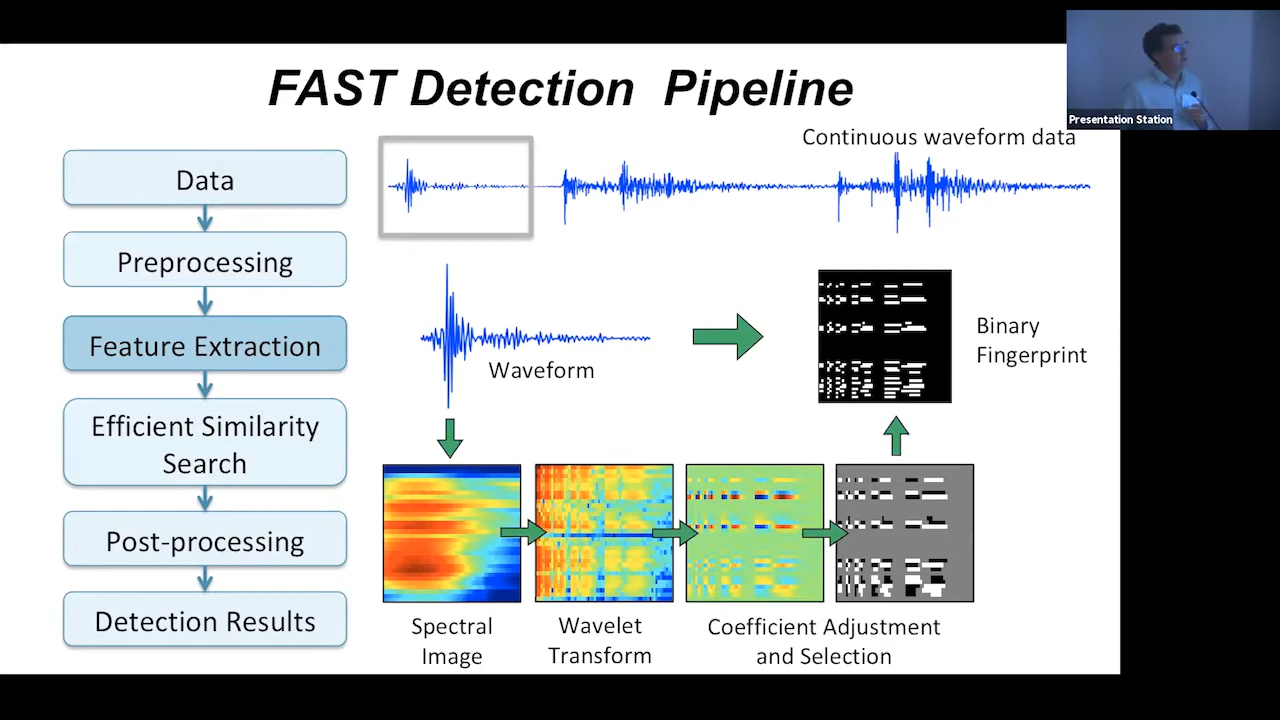 FAST Detection Pipeline
Presentation Station
Continuous waveform data
Data
Preprocessing
Feature Extraction
Efficient Similarity
Search
Post-processing
Detection Results
Waveform
Binary
Fingerprint
Spectral
Image
Wavelet
Transform
Coefficient Adjustment
and Selection